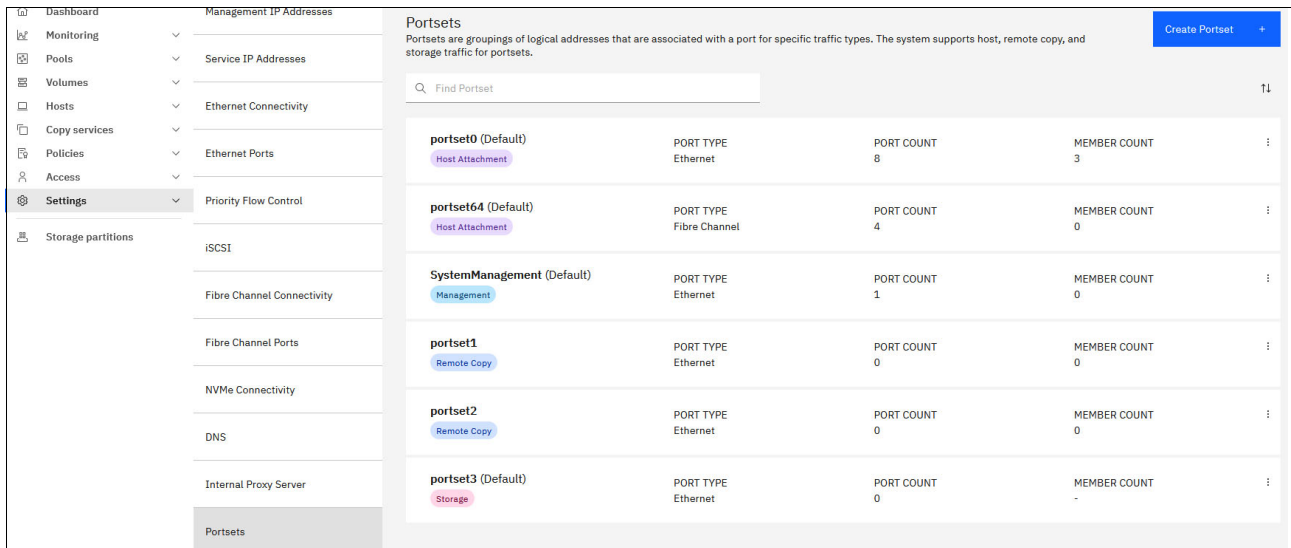 Dashboard
Monitoring
Pools
Volumes
Hosts
Copy services
Policies
Access
Settings
Storage partitions
Management IP Addresses
Service IP Addresses
Ethernet Connectivity
Ethernet Ports
Priority Flow Control
iSCSI
Fibre Channel Connectivity
Fibre Channel Ports
NVMe Connectivity
DNS
Internal Proxy Server
Portsets
Portsets
Portsets are groupings of logical addresses that are associated with a port for specific traffic types. The system supports host, remote copy, and
storage traffic for portsets.
Create Portset +
Find Portset
portset0 (Default)
Host Attachment
PORT TYPE
Ethernet
PORT COUNT
8
MEMBER COUNT
3
portset64 (Default)
Host Attachment
PORT TYPE
Fibre Channel
PORT COUNT
4
MEMBER COUNT
0
SystemManagement (Default)
Management
PORT TYPE
Ethernet
PORT COUNT
1
MEMBER COUNT
0
portset1
Remote Copy
PORT TYPE
Ethernet
PORT COUNT
0
MEMBER COUNT
0
portset2
Remote Copy
PORT TYPE
Ethernet
PORT COUNT
0
MEMBER COUNT
0
portset3 (Default)
Storage
PORT TYPE
Ethernet
PORT COUNT
0
MEMBER COUNT
-